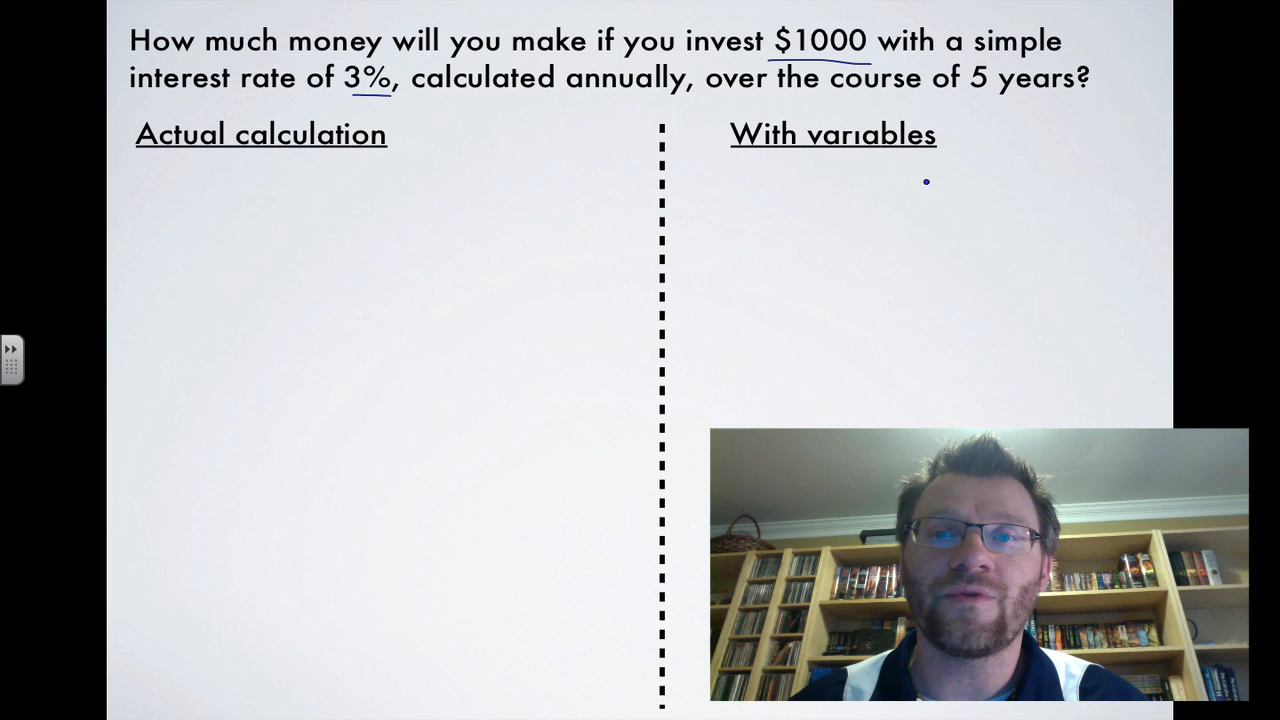 How much money will you make if you invest $1000 with a simple
interest rate of 3%, calculated annually, over the course of 5 years?
Actual calculation
With variables